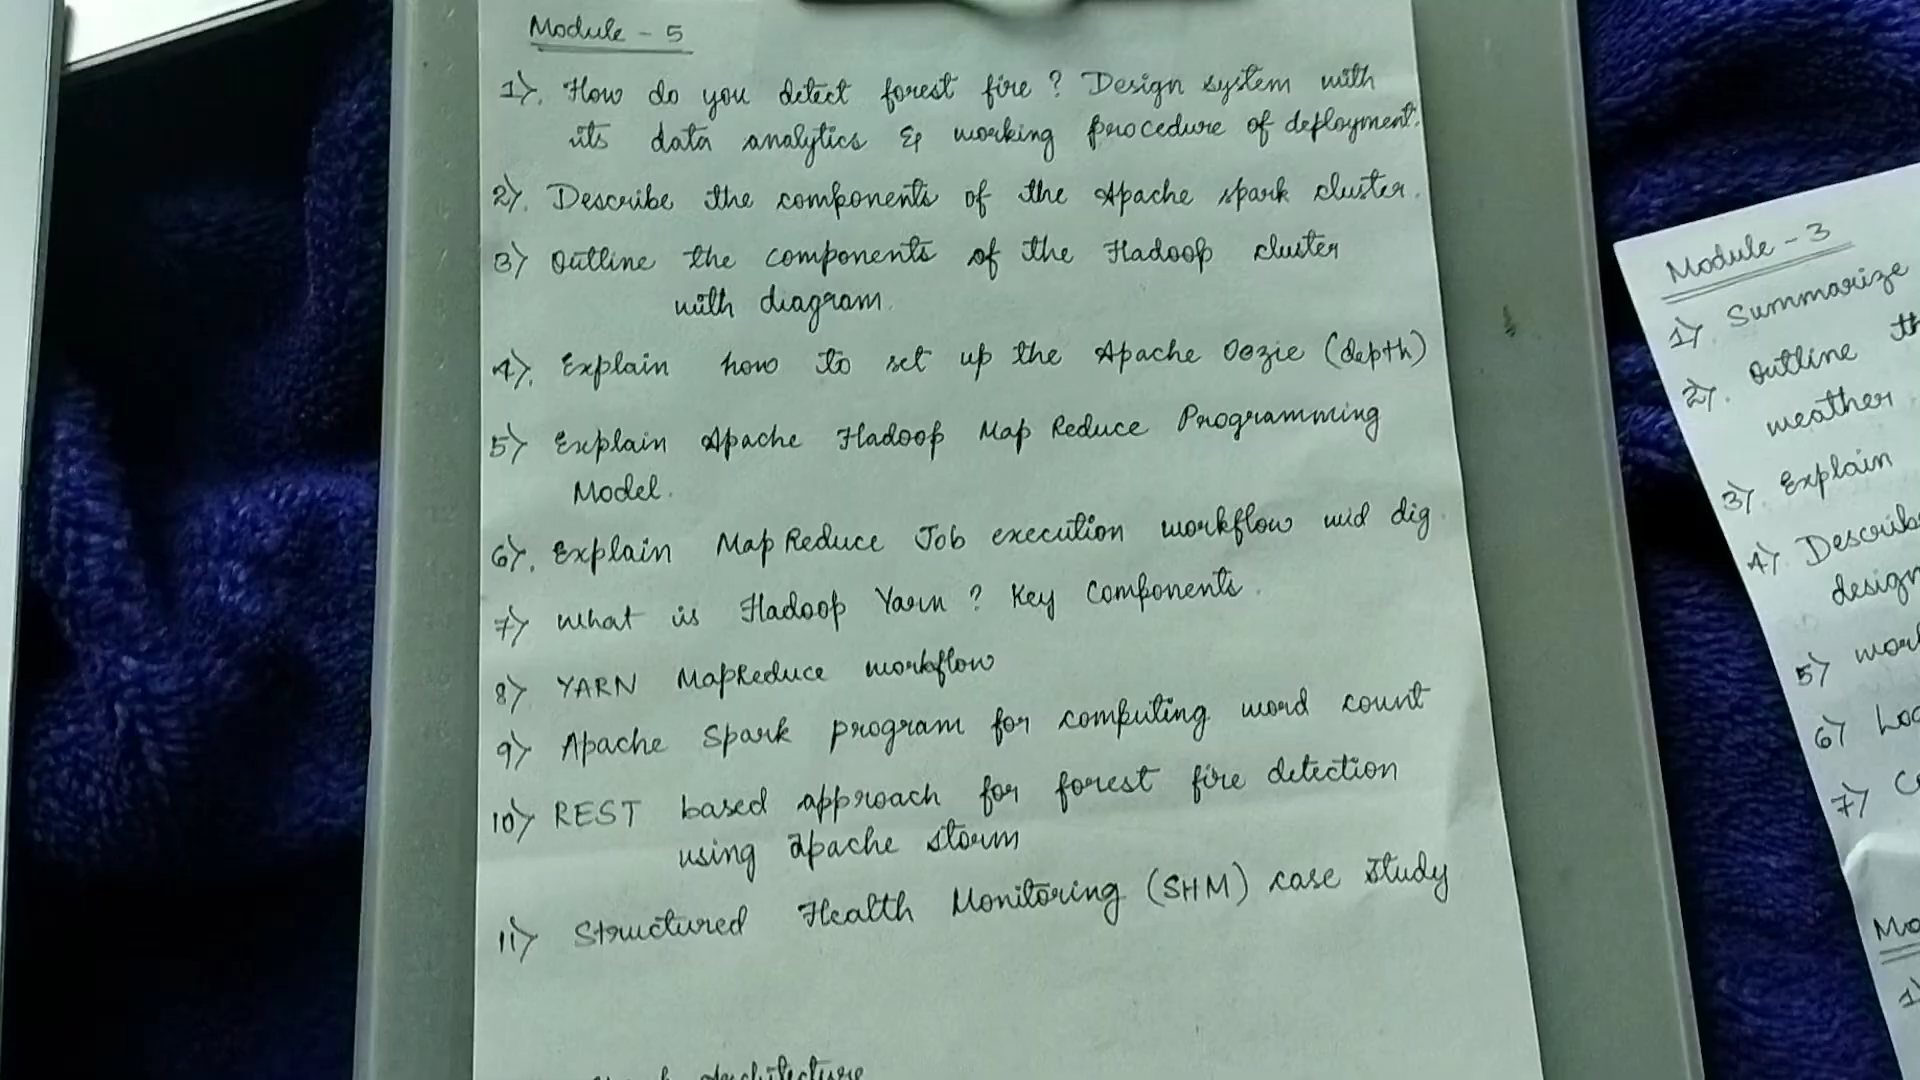 Module - 5
1). How do you detect forest fire? Design system with
its data analytics & working procedure of deployment.
2). Describe the components of the Apache spark cluster.
3) Outline the components of the Hadoop cluster
with diagram.
4). Explain how to set up the Apache Oozie (depth)
5) Explain Apache Hadoop Map Reduce Programming
Model.
6). Explain Map Reduce Job execution workflow wid dig.
7) What is Hadoop Yarn? Key Components.
8) YARN MapReduce workflow
9) Apache Spark program for computing word count
10) REST based approach for forest fire detection
using apache storm
11) Structured Health Monitoring (SHM) case study
Architecture
Module - 3
1) Summarize
2). Outline
weather
3). Explain
4).
design
5)
6)
7)
1)